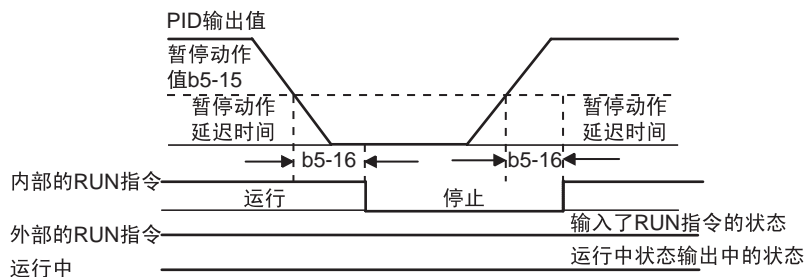 PID输出值
暂停动作
值b5-15
暂停动作
延迟时间
暂停动作
延迟时间
b5-16
b5-16
内部的RUN指令
运行
停止
输入了RUN指令的状态
外部的RUN指令
运行中状态输出中的状态
运行中